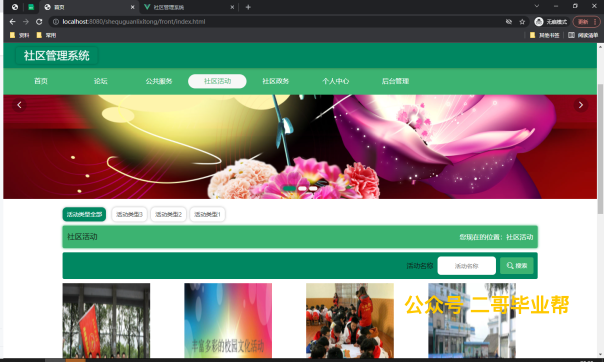 首页
社区管理系统
localhost:8080/shequguanlixitong/front/index.html
无痕模式
更新
资料
常用
其他书签
阅读清单
社区管理系统
首页
论坛
公共服务
社区活动
社区政务
个人中心
后台管理
活动类型全部
活动类型3
活动类型2
活动类型1
社区活动
您现在的位置：社区活动
活动名称
活动名称
搜索
丰富多彩的校园文化活动
公众号 二哥毕业帮